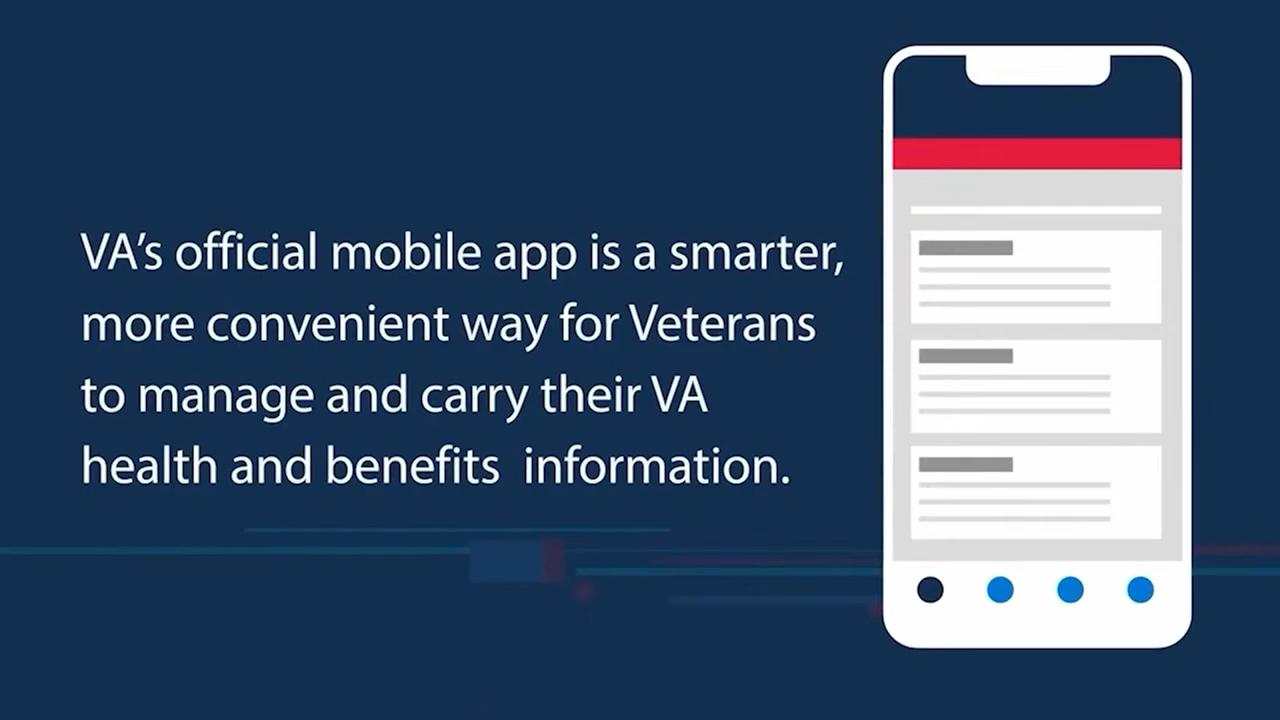 VA’s official mobile app is a smarter,
more convenient way for Veterans
to manage and carry their VA
health and benefits  information.